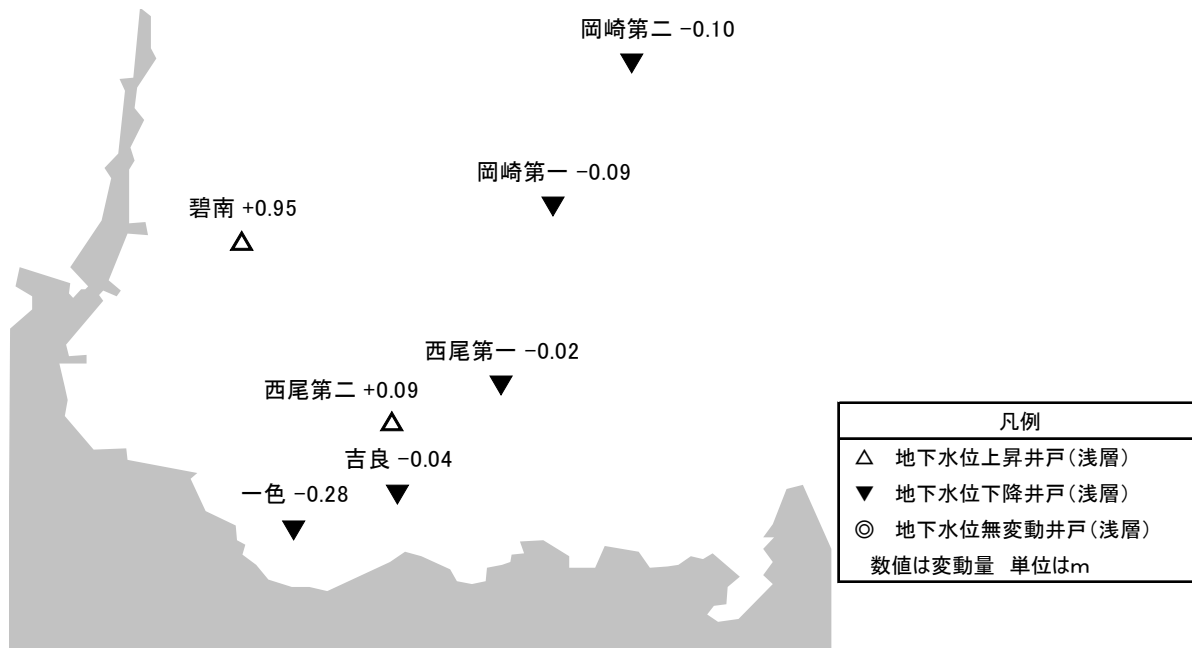 岡崎第二 −0.10
岡崎第一 −0.09
碧南 +0.95
西尾第一 −0.02
西尾第二 +0.09
吉良 −0.04
一色 −0.28
凡例
△ 地下水位上昇井戸(浅層)
▼ 地下水位下降井戸(浅層)
◎ 地下水位無変動井戸(浅層)
数値は変動量 単位はm